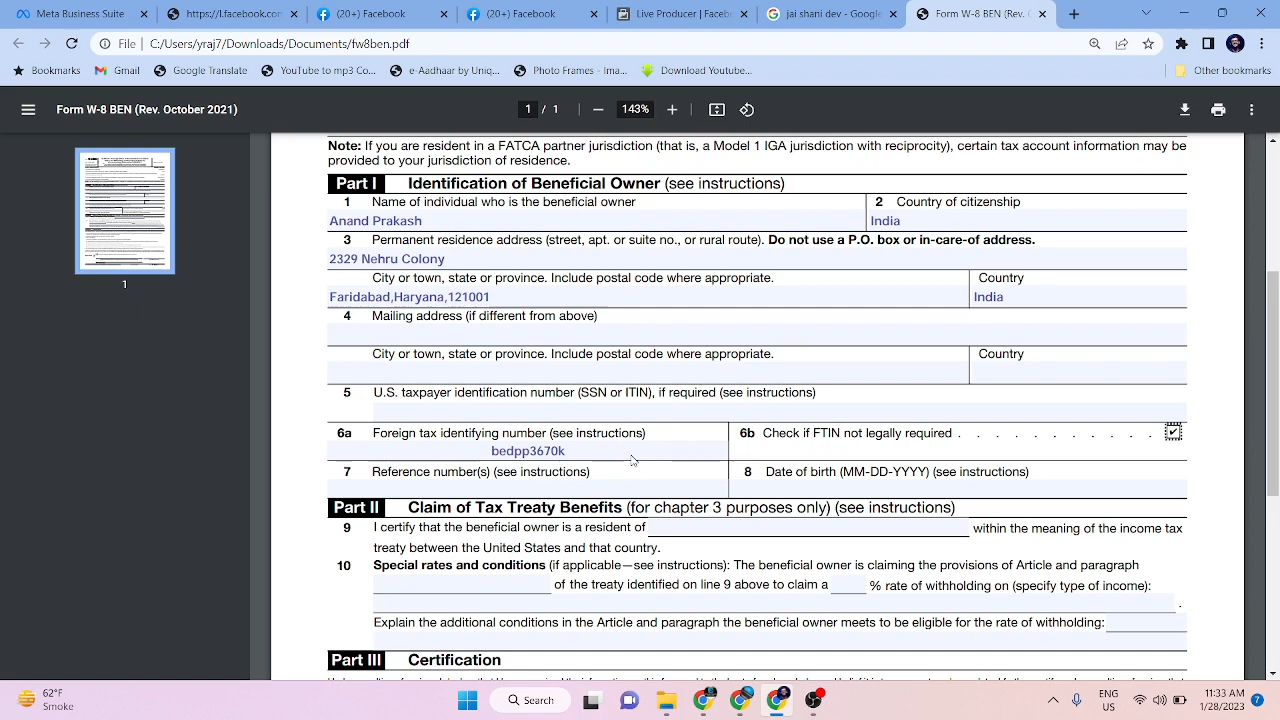 Meta Business Suite
https://l.facebook.com
(20+) Facebook
(20+) Facebook
Live Producer | Faceb
jai shani dev - Google
Form W-8 BEN (Rev. O
File C:/Users/yraj7/Downloads/Documents/fw8ben.pdf
Bookmarks Gmail Google Translate YouTube to mp3 Co... e-Aadhaar by Uni... Photo Frames - Ima... Download Youtube... Other bookmarks
Form W-8 BEN (Rev. October 2021) 1 / 1 143%
1
Note: If you are resident in a FATCA partner jurisdiction (that is, a Model 1 IGA jurisdiction with reciprocity), certain tax account information may be
provided to your jurisdiction of residence.
Part I Identification of Beneficial Owner (see instructions)
1 Name of individual who is the beneficial owner
2 Country of citizenship
Anand Prakash
India
3 Permanent residence address (street, apt. or suite no., or rural route). Do not use a P.O. box or in-care-of address.
2329 Nehru Colony
City or town, state or province. Include postal code where appropriate.
Country
Faridabad,Haryana,121001
India
4 Mailing address (if different from above)
City or town, state or province. Include postal code where appropriate.
Country
5 U.S. taxpayer identification number (SSN or ITIN), if required (see instructions)
6a Foreign tax identifying number (see instructions)
6b Check if FTIN not legally required . . . . . . . . . . .
bedpp3670k
7 Reference number(s) (see instructions)
8 Date of birth (MM-DD-YYYY) (see instructions)
Part II Claim of Tax Treaty Benefits (for chapter 3 purposes only) (see instructions)
9 I certify that the beneficial owner is a resident of within the meaning of the income tax
treaty between the United States and that country.
10 Special rates and conditions (if applicable—see instructions): The beneficial owner is claiming the provisions of Article and paragraph
of the treaty identified on line 9 above to claim a % rate of withholding on (specify type of income):
.
Explain the additional conditions in the Article and paragraph the beneficial owner meets to be eligible for the rate of withholding:
Part III Certification
62°F
Smoke
Search
ENG
US
11:33 AM
1/28/2023
7